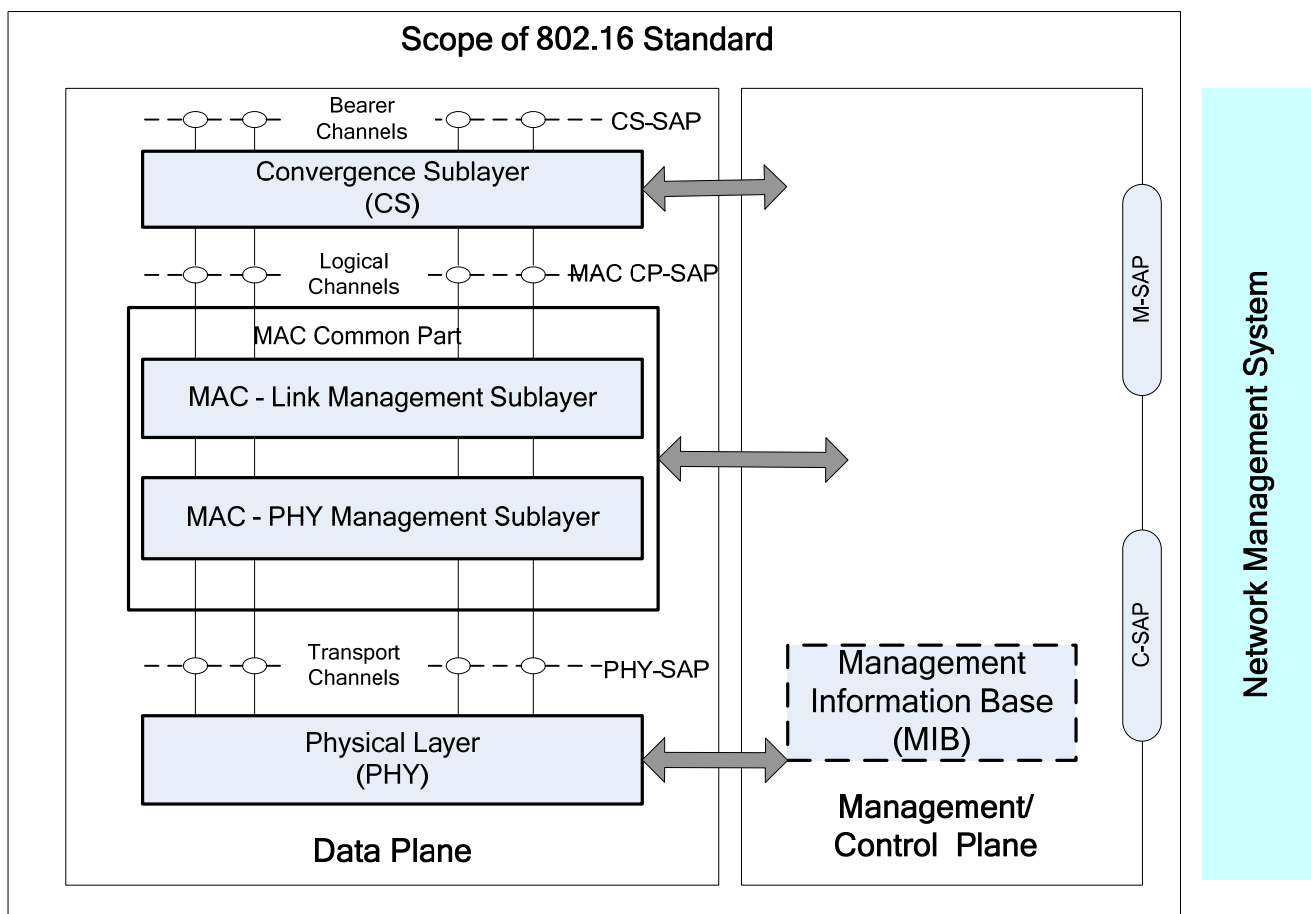 Scope of 802.16 Standard
Bearer
Channels
CS-SAP
Convergence Sublayer
(CS)
Logical
Channels
MAC CP-SAP
MAC Common Part
MAC - Link Management Sublayer
MAC - PHY Management Sublayer
Transport
Channels
PHY-SAP
Physical Layer
(PHY)
Data Plane
Management
Information Base
(MIB)
Management/
Control Plane
M-SAP
C-SAP
Network Management System